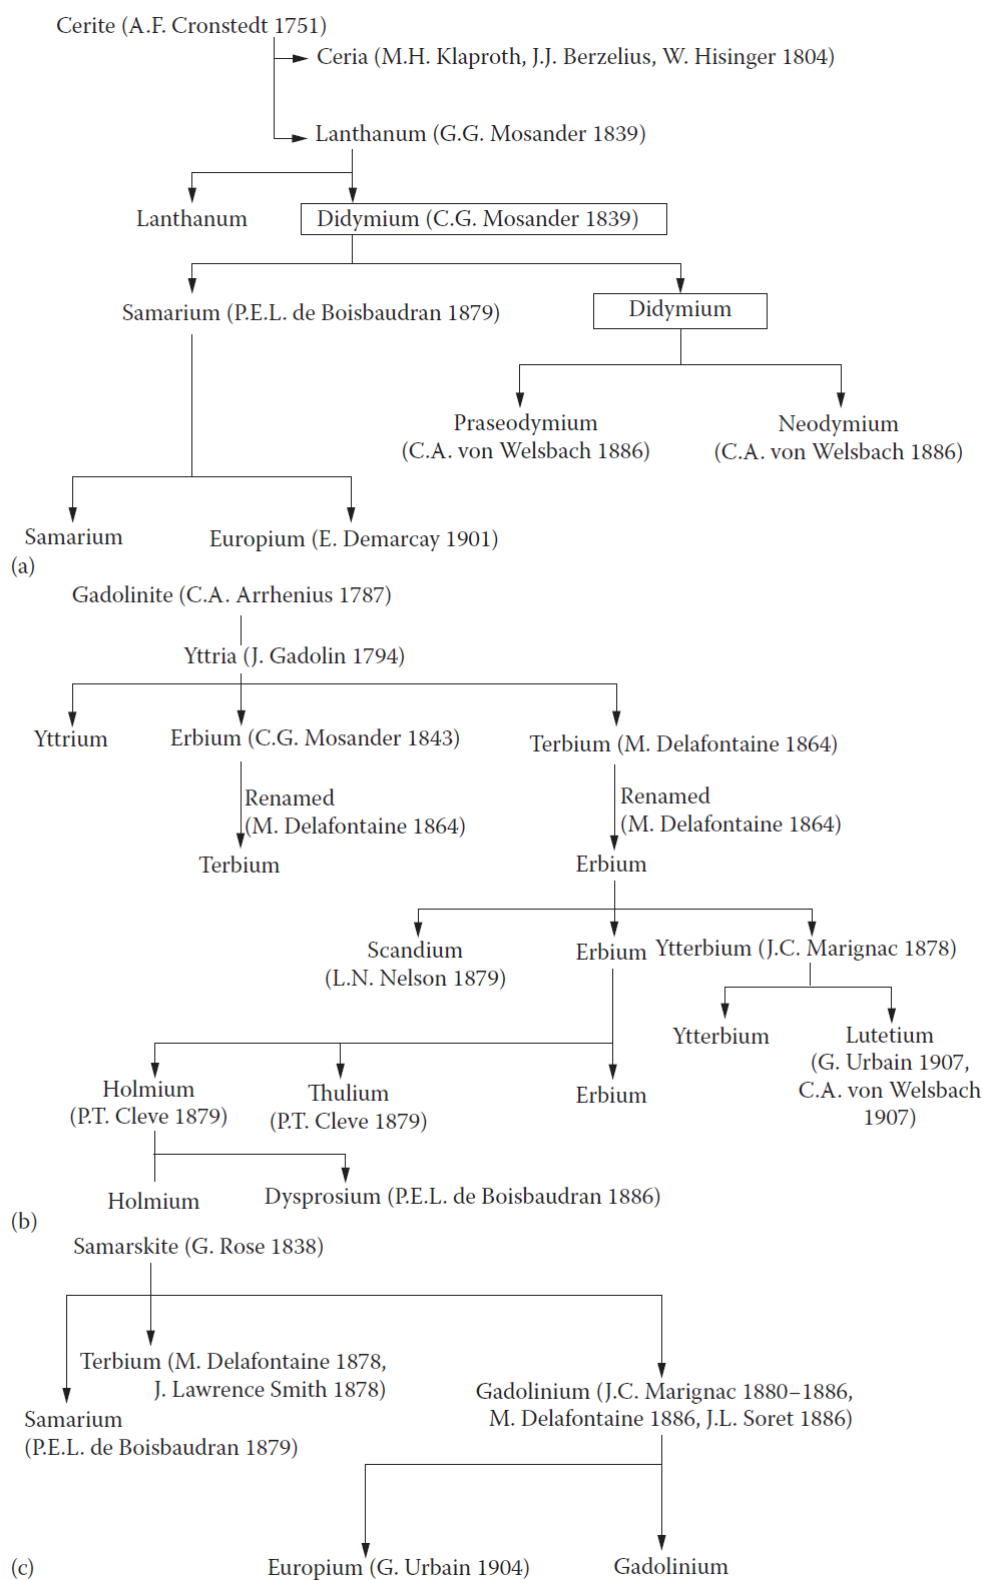 Cerite (A.F. Cronstedt 1751)
Ceria (M.H. Klaproth, J.J. Berzelius, W. Hisinger 1804)
Lanthanum (G.G. Mosander 1839)
Lanthanum
Didymium (C.G. Mosander 1839)
Samarium (P.E.L. de Boisbaudran 1879)
Didymium
Praseodymium
(C.A. von Welsbach 1886)
Neodymium
(C.A. von Welsbach 1886)
Samarium
Europium (E. Demarcay 1901)
(a)
Gadolinite (C.A. Arrhenius 1787)
Yttria (J. Gadolin 1794)
Yttrium
Erbium (C.G. Mosander 1843)
Terbium (M. Delafontaine 1864)
Renamed
(M. Delafontaine 1864)
Renamed
(M. Delafontaine 1864)
Terbium
Erbium
Scandium
(L.N. Nelson 1879)
Erbium
Ytterbium (J.C. Marignac 1878)
Ytterbium
Lutetium
(G. Urbain 1907,
C.A. von Welsbach
1907)
Holmium
(P.T. Cleve 1879)
Thulium
(P.T. Cleve 1879)
Erbium
Holmium
Dysprosium (P.E.L. de Boisbaudran 1886)
(b)
Samarskite (G. Rose 1838)
Terbium (M. Delafontaine 1878,
J. Lawrence Smith 1878)
Samarium
(P.E.L. de Boisbaudran 1879)
Gadolinium (J.C. Marignac 1880–1886,
M. Delafontaine 1886, J.L. Soret 1886)
Europium (G. Urbain 1904)
Gadolinium
(c)